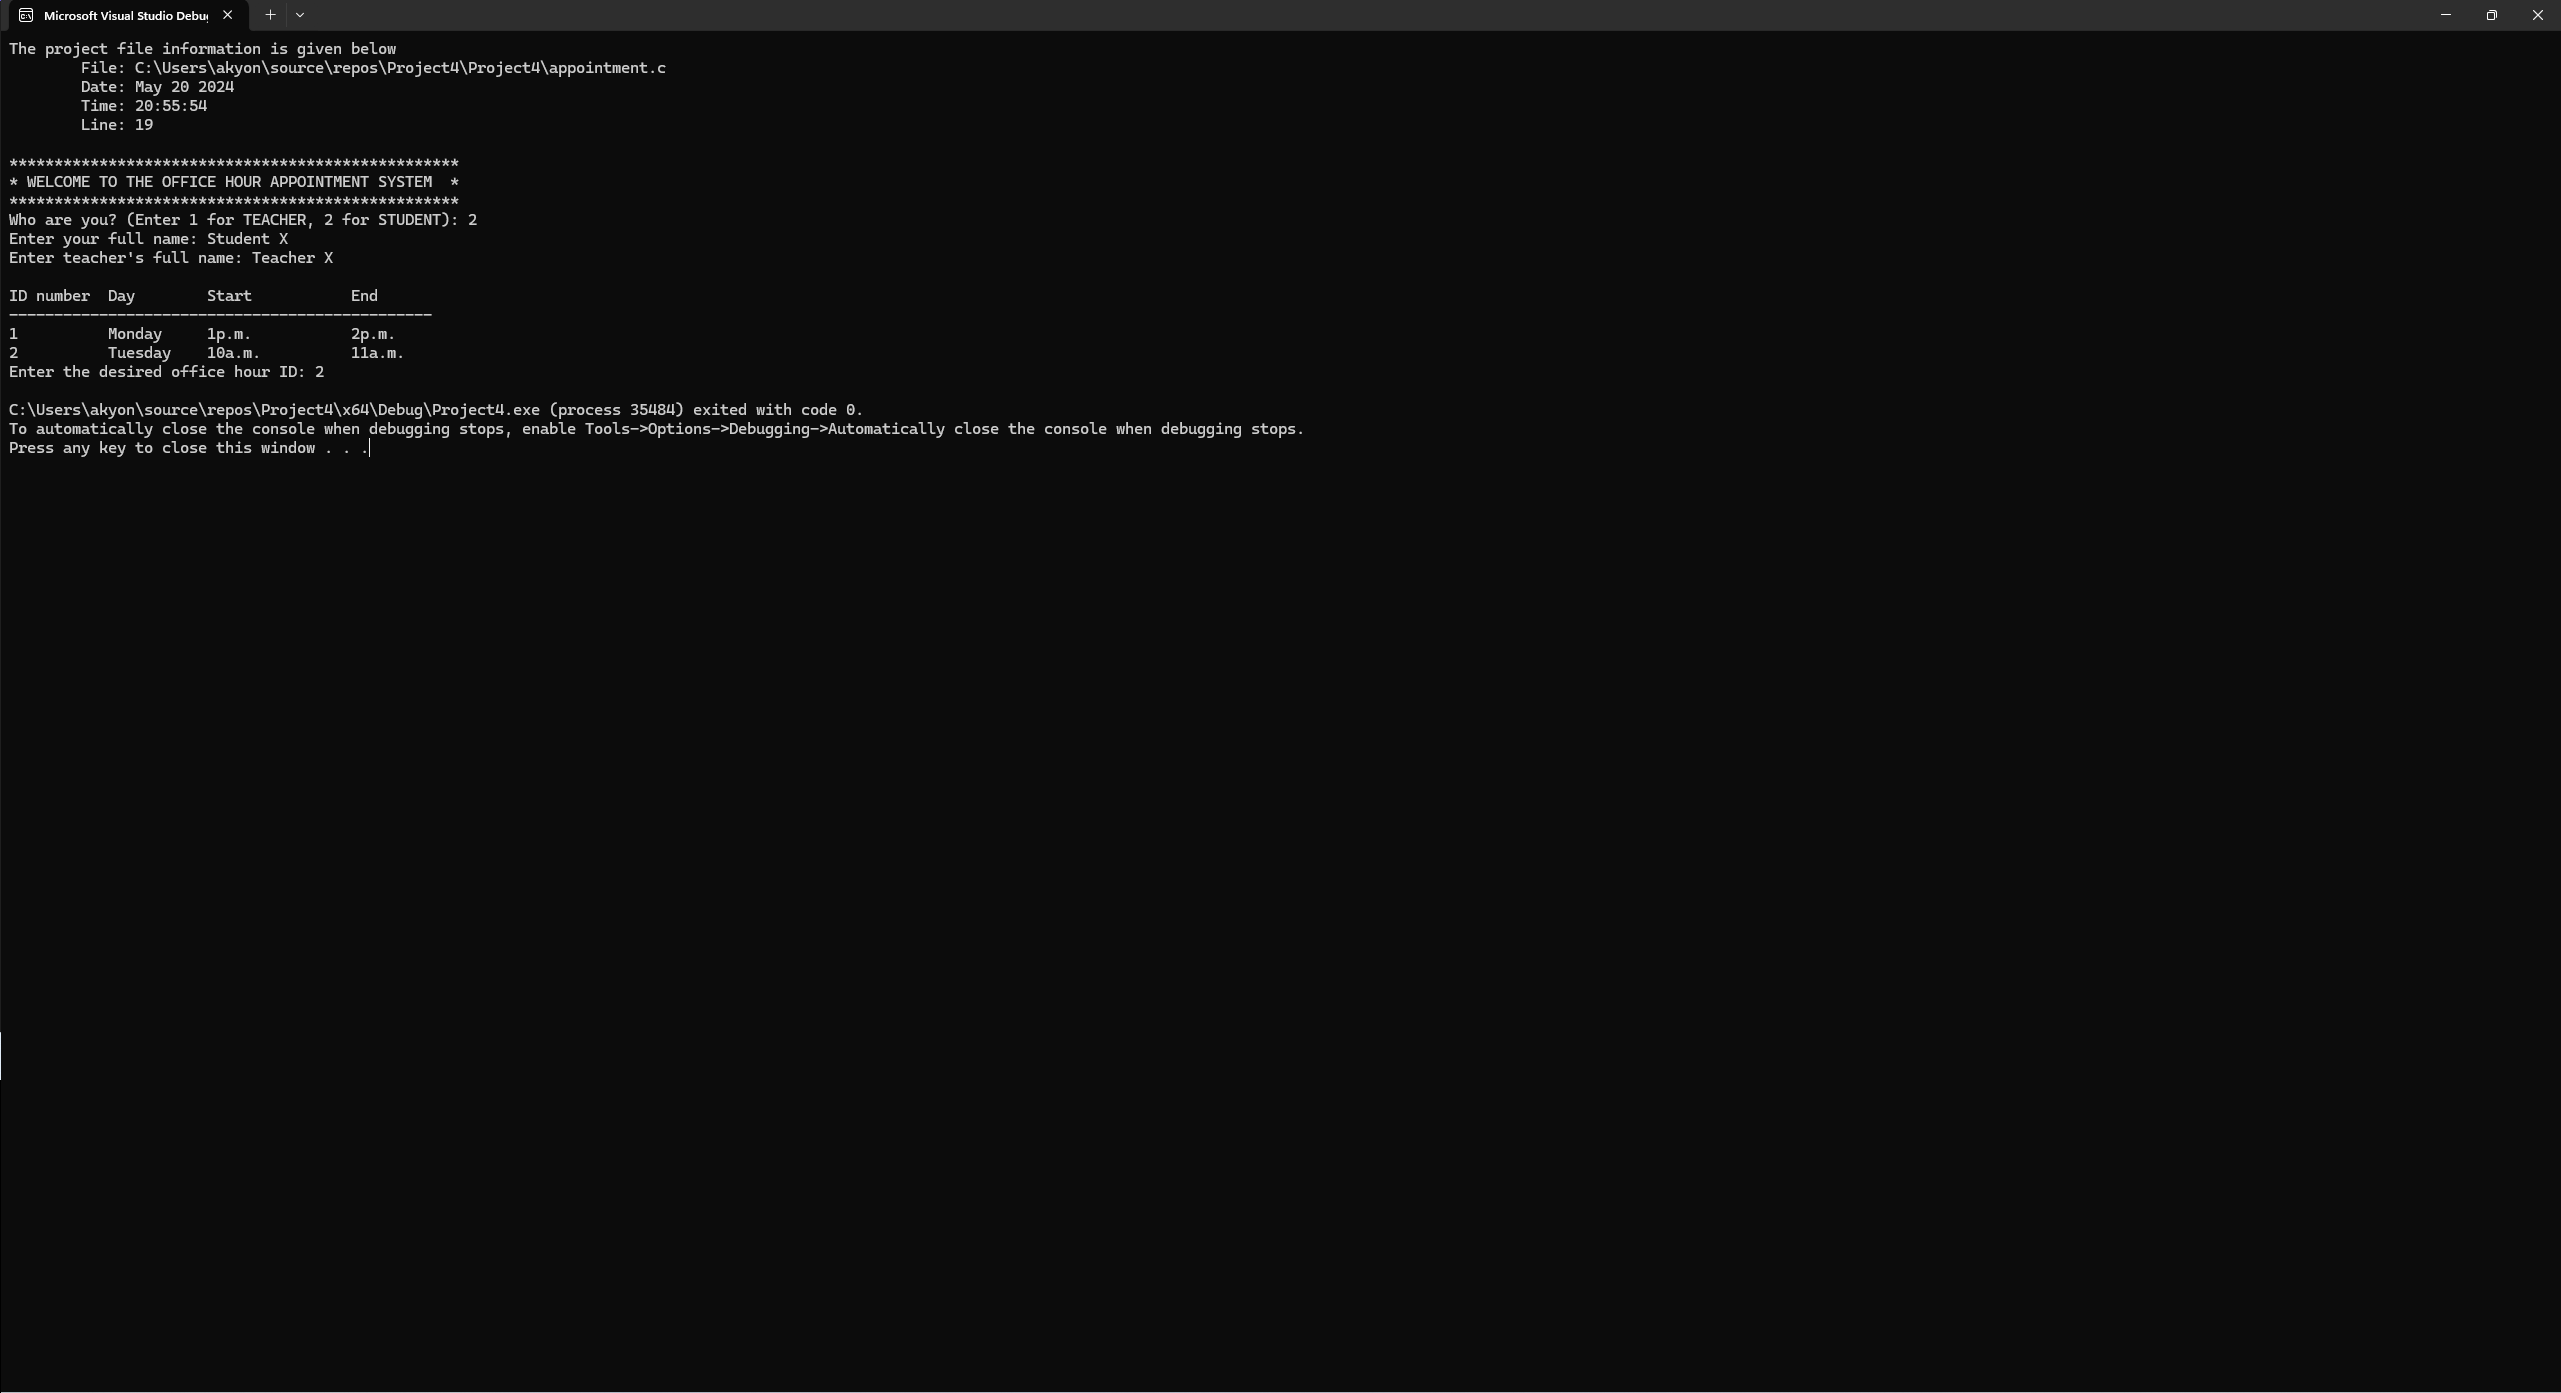 Microsoft Visual Studio Debug
The project file information is given below
        File: C:\Users\akyon\source\repos\Project4\Project4\appointment.c
        Date: May 20 2024
        Time: 20:55:54
        Line: 19
**************************************************
* WELCOME TO THE OFFICE HOUR APPOINTMENT SYSTEM  *
**************************************************
Who are you? (Enter 1 for TEACHER, 2 for STUDENT): 2
Enter your full name: Student X
Enter teacher's full name: Teacher X
ID number  Day        Start           End
-----------------------------------------------
1          Monday     1p.m.           2p.m.
2          Tuesday    10a.m.          11a.m.
Enter the desired office hour ID: 2
C:\Users\akyon\source\repos\Project4\x64\Debug\Project4.exe (process 35484) exited with code 0.
To automatically close the console when debugging stops, enable Tools->Options->Debugging->Automatically close the console when debugging stops.
Press any key to close this window . . .